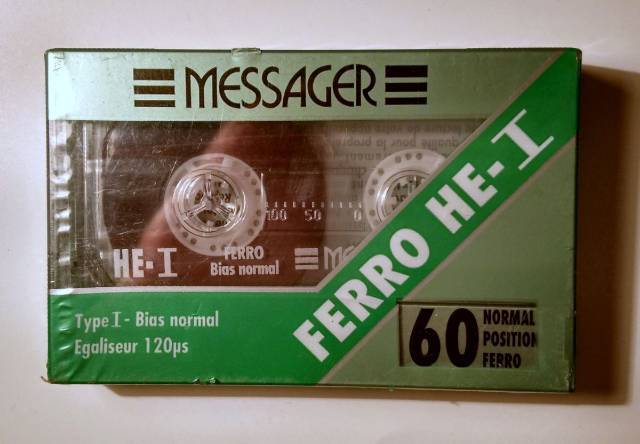 MESSAGER
100 50 0
HE-I
FERRO
Bias normal
FERRO HE-I
Type I - Bias normal
Egaliseur 120µs
60
NORMAL
POSITION
FERRO